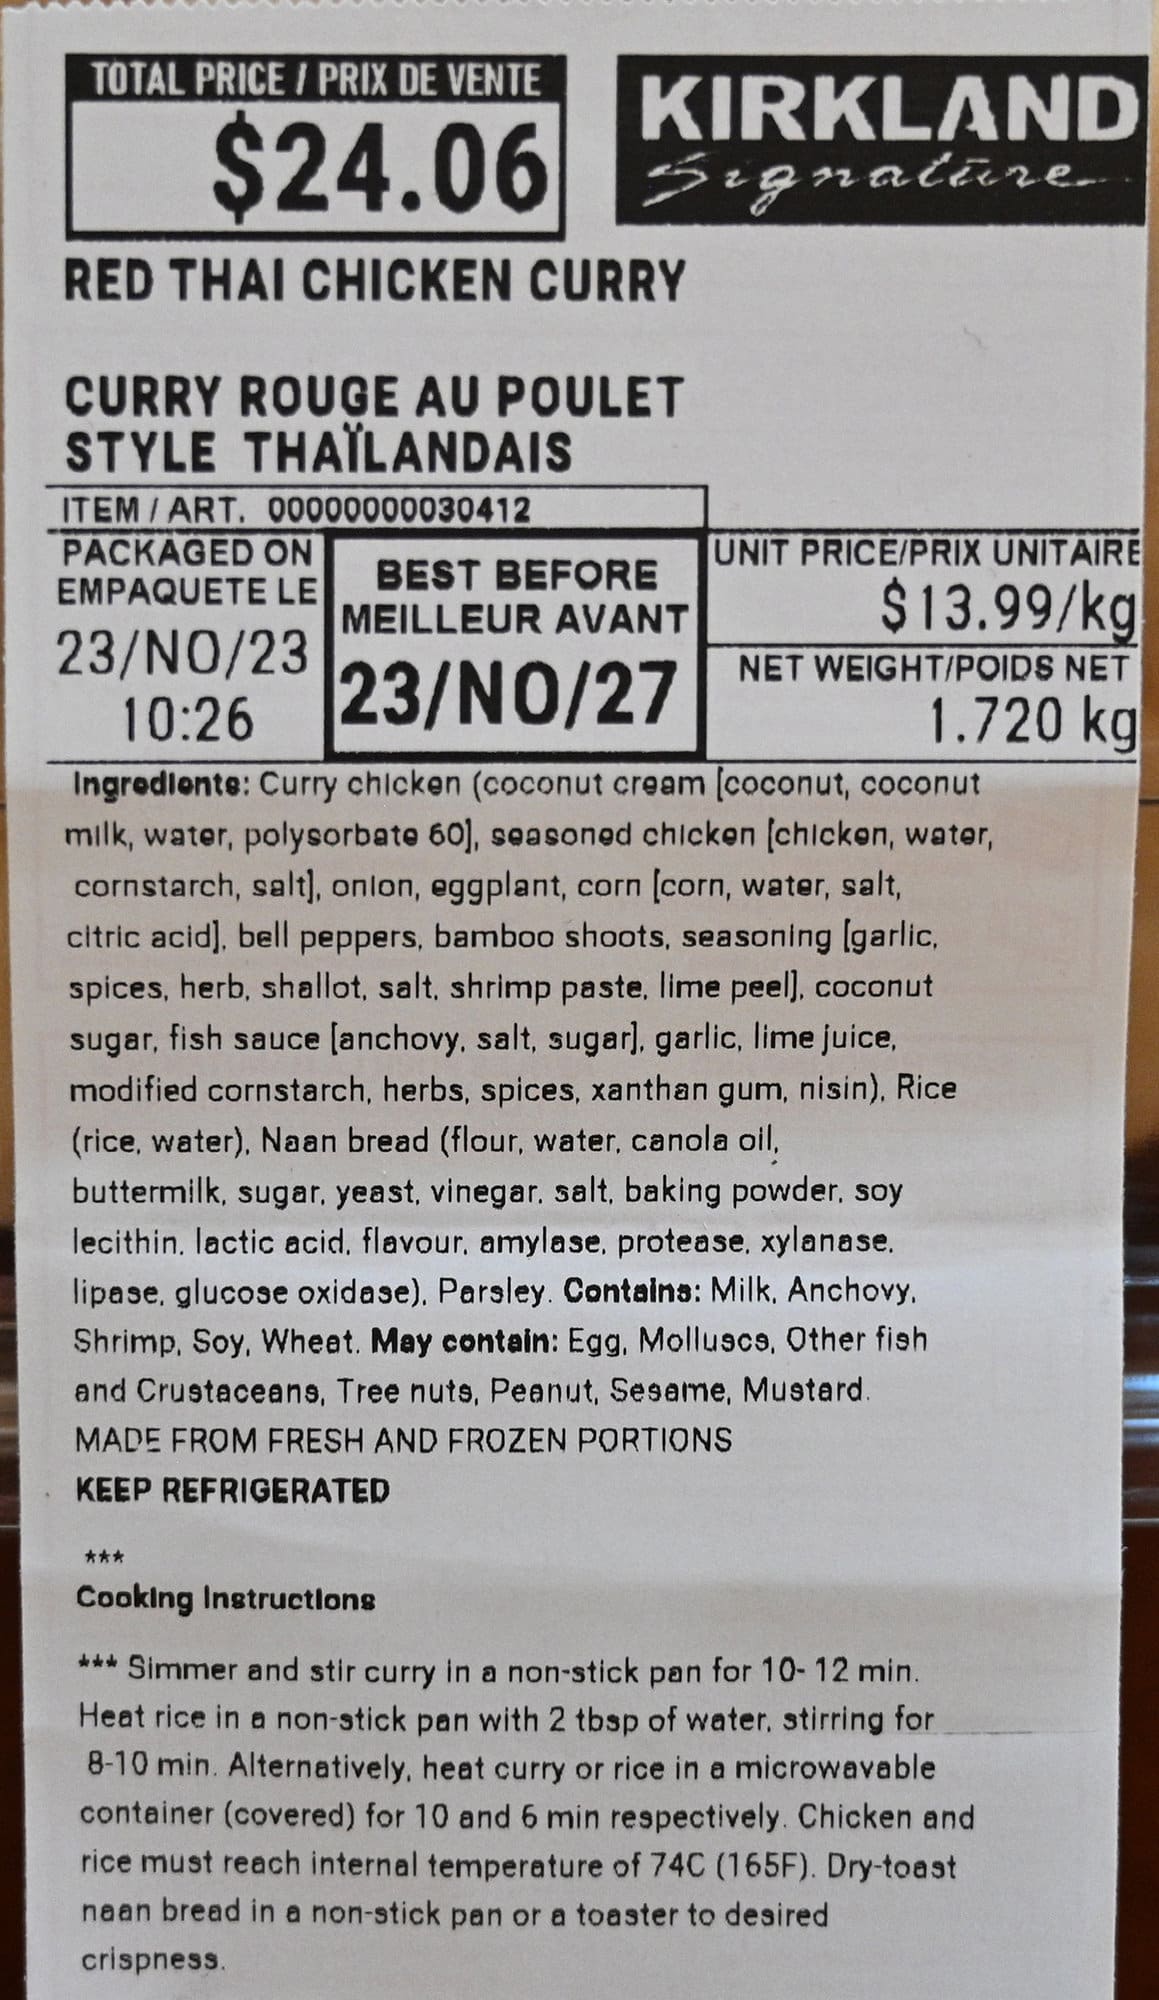 TOTAL PRICE / PRIX DE VENTE
$24.06
KIRKLAND
Signature
RED THAI CHICKEN CURRY
CURRY ROUGE AU POULET
STYLE THAÏLANDAIS
ITEM / ART. 00000000030412
PACKAGED ON
EMPAQUETE LE
23/NO/23
10:26
BEST BEFORE
MEILLEUR AVANT
23/NO/27
UNIT PRICE/PRIX UNITAIRE
$13.99/kg
NET WEIGHT/POIDS NET
1.720 kg
Ingredients: Curry chicken (coconut cream [coconut, coconut
milk, water, polysorbate 60], seasoned chicken [chicken, water,
cornstarch, salt], onion, eggplant, corn [corn, water, salt,
citric acid], bell peppers, bamboo shoots, seasoning [garlic,
spices, herb, shallot, salt, shrimp paste, lime peel], coconut
sugar, fish sauce [anchovy, salt, sugar], garlic, lime juice,
modified cornstarch, herbs, spices, xanthan gum, nisin), Rice
(rice, water), Naan bread (flour, water, canola oil,
buttermilk, sugar, yeast, vinegar, salt, baking powder, soy
lecithin, lactic acid, flavour, amylase, protease, xylanase,
lipase, glucose oxidase), Parsley. Contains: Milk, Anchovy,
Shrimp, Soy, Wheat. May contain: Egg, Molluscs, Other fish
and Crustaceans, Tree nuts, Peanut, Sesame, Mustard.
MADE FROM FRESH AND FROZEN PORTIONS
KEEP REFRIGERATED
***
Cooking Instructions
*** Simmer and stir curry in a non-stick pan for 10- 12 min.
Heat rice in a non-stick pan with 2 tbsp of water, stirring for
8-10 min. Alternatively, heat curry or rice in a microwavable
container (covered) for 10 and 6 min respectively. Chicken and
rice must reach internal temperature of 74C (165F). Dry-toast
naan bread in a non-stick pan or a toaster to desired
crispness.